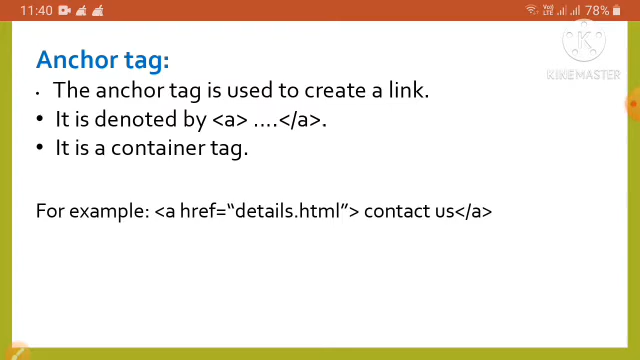 11:40
78%
KINEMASTER
Anchor tag:
• The anchor tag is used to create a link.
• It is denoted by <a> ....</a>.
• It is a container tag.
For example: <a href=“details.html”> contact us</a>